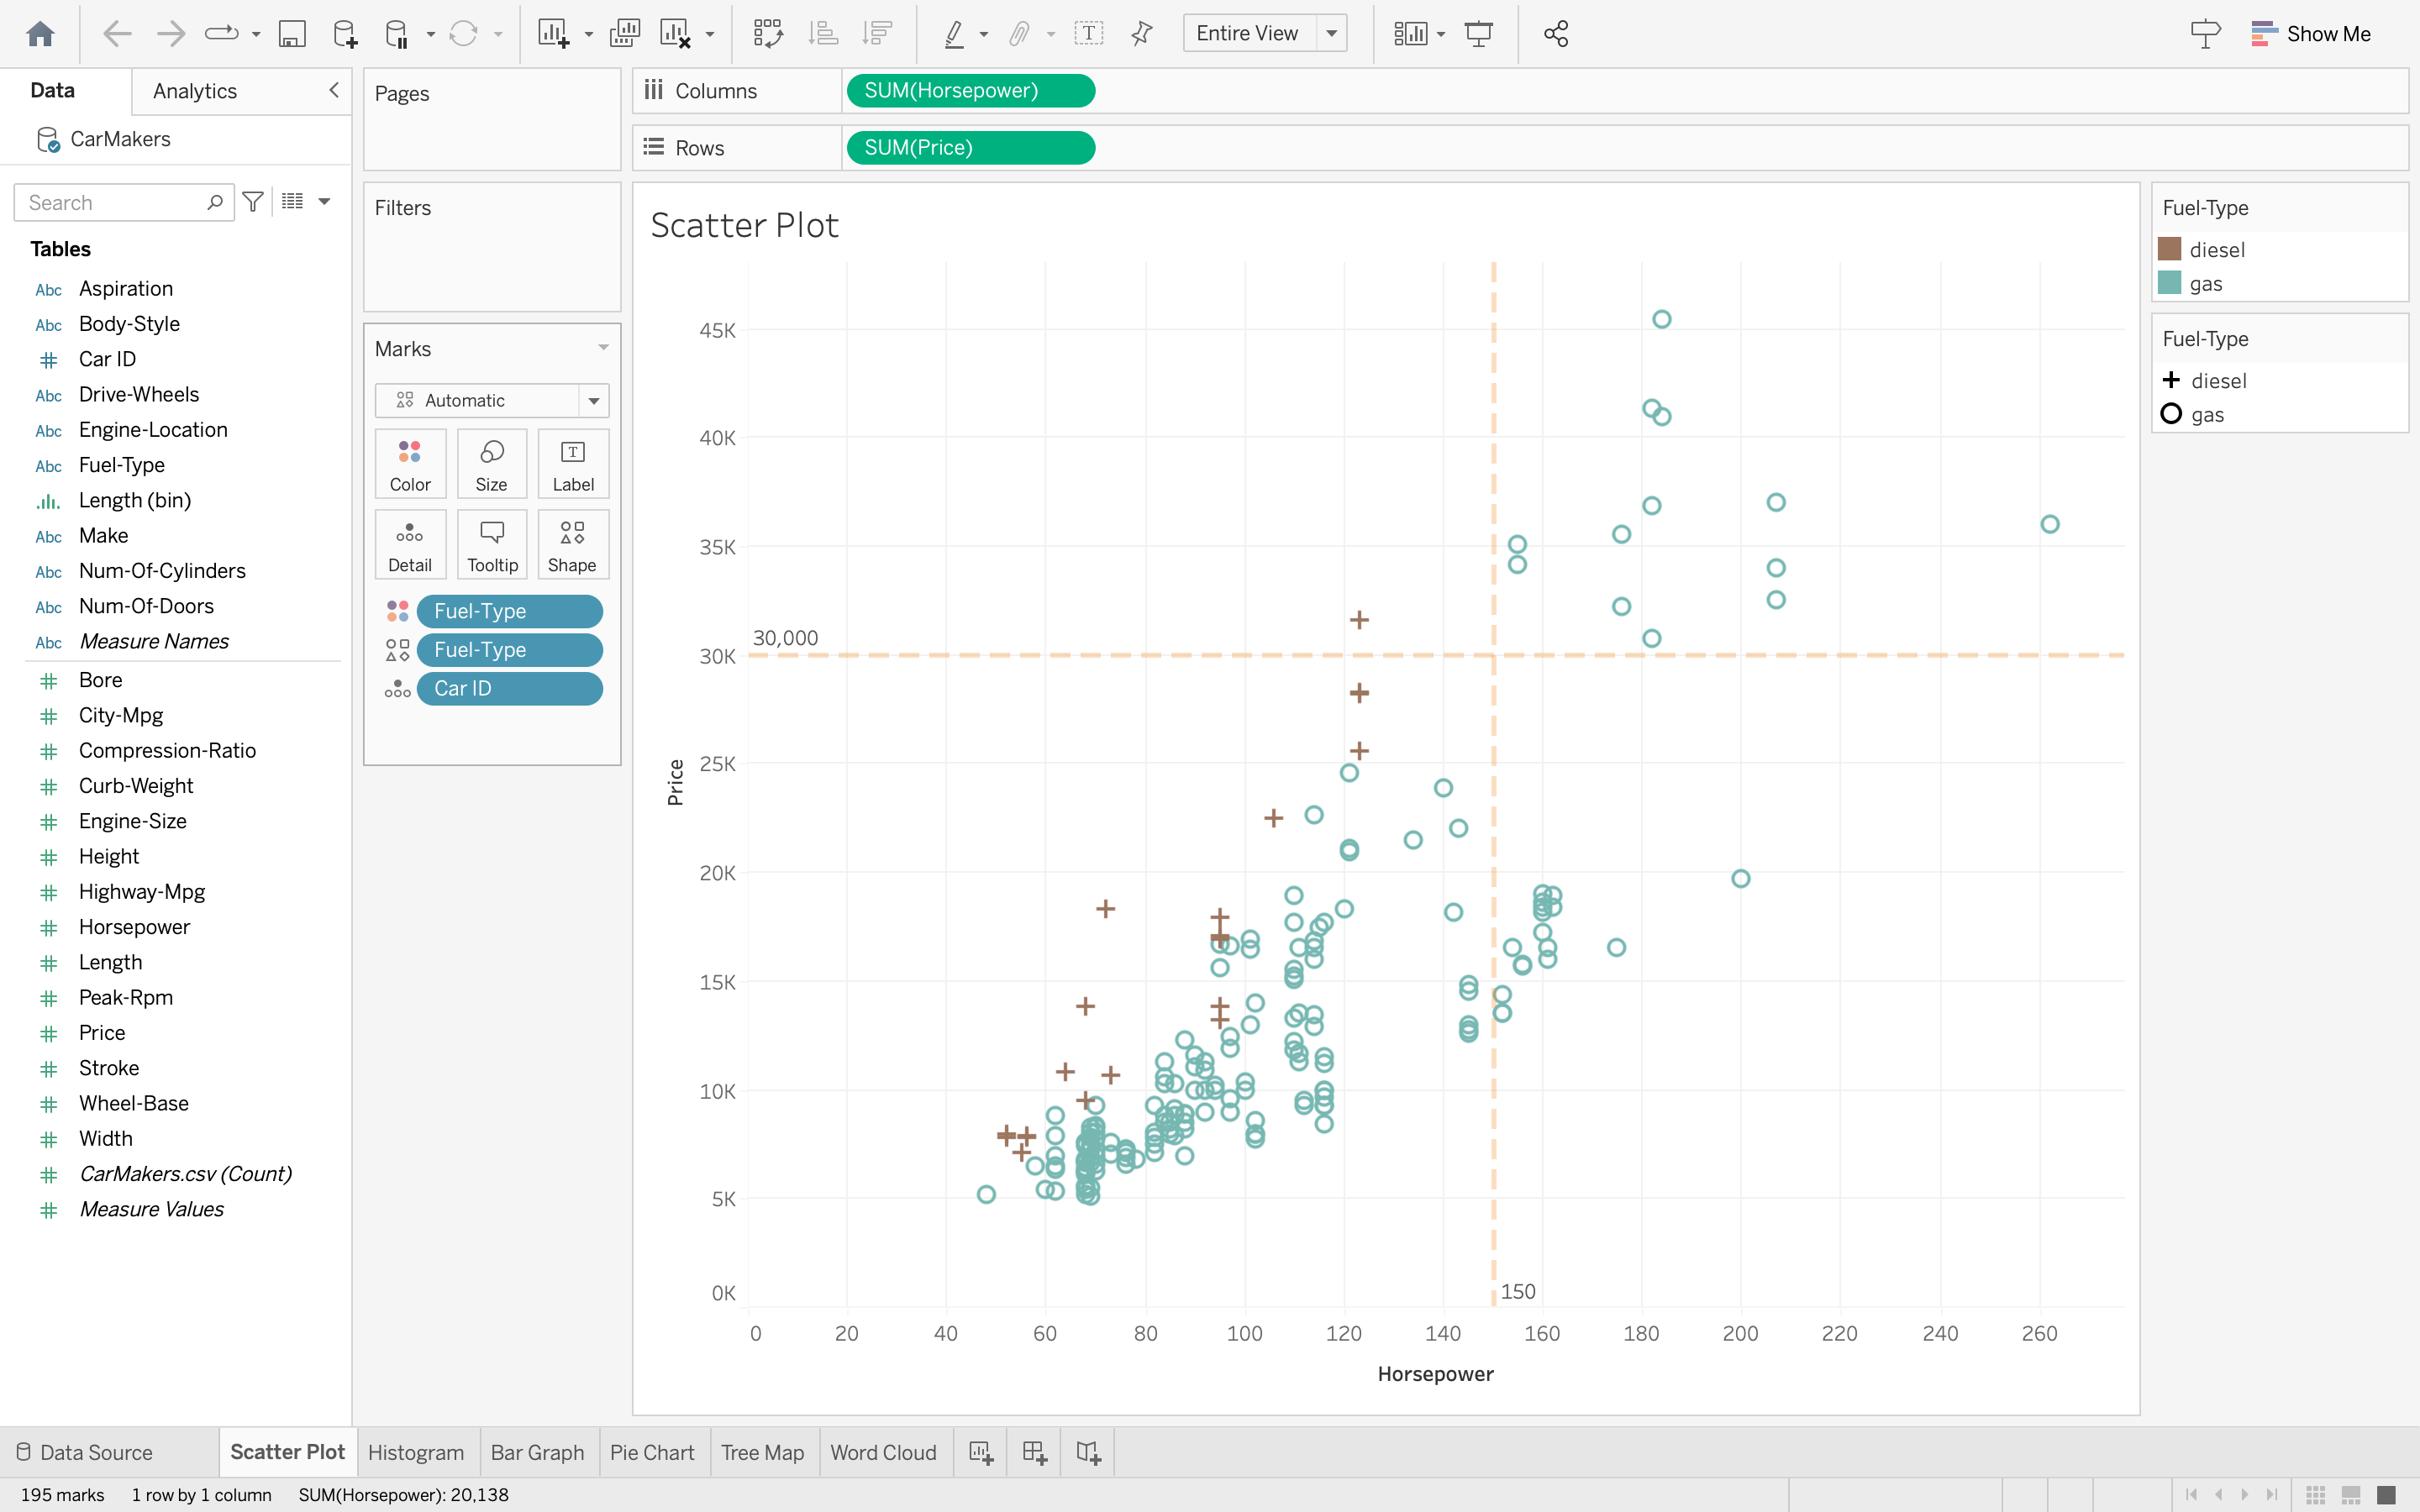 Entire View
Show Me
Data
Analytics
CarMakers
Search
Tables
Abc Aspiration
Abc Body-Style
Car ID
Abc Drive-Wheels
Abc Engine-Location
Abc Fuel-Type
Length (bin)
Abc Make
Abc Num-Of-Cylinders
Abc Num-Of-Doors
Abc Measure Names
Bore
City-Mpg
Compression-Ratio
Curb-Weight
Engine-Size
Height
Highway-Mpg
Horsepower
Length
Peak-Rpm
Price
Stroke
Wheel-Base
Width
CarMakers.csv (Count)
Measure Values
Pages
Filters
Marks
Automatic
Color Size Label
Detail Tooltip Shape
Fuel-Type
Fuel-Type
Car ID
Columns SUM(Horsepower)
Rows SUM(Price)
Scatter Plot
45K
40K
35K
30,000
30K
25K
20K
15K
10K
5K
0K
150
Price
0 20 40 60 80 100 120 140 160 180 200 220 240 260
Horsepower
Fuel-Type
diesel
gas
Fuel-Type
diesel
gas
Data Source Scatter Plot Histogram Bar Graph Pie Chart Tree Map Word Cloud
195 marks 1 row by 1 column SUM(Horsepower): 20,138